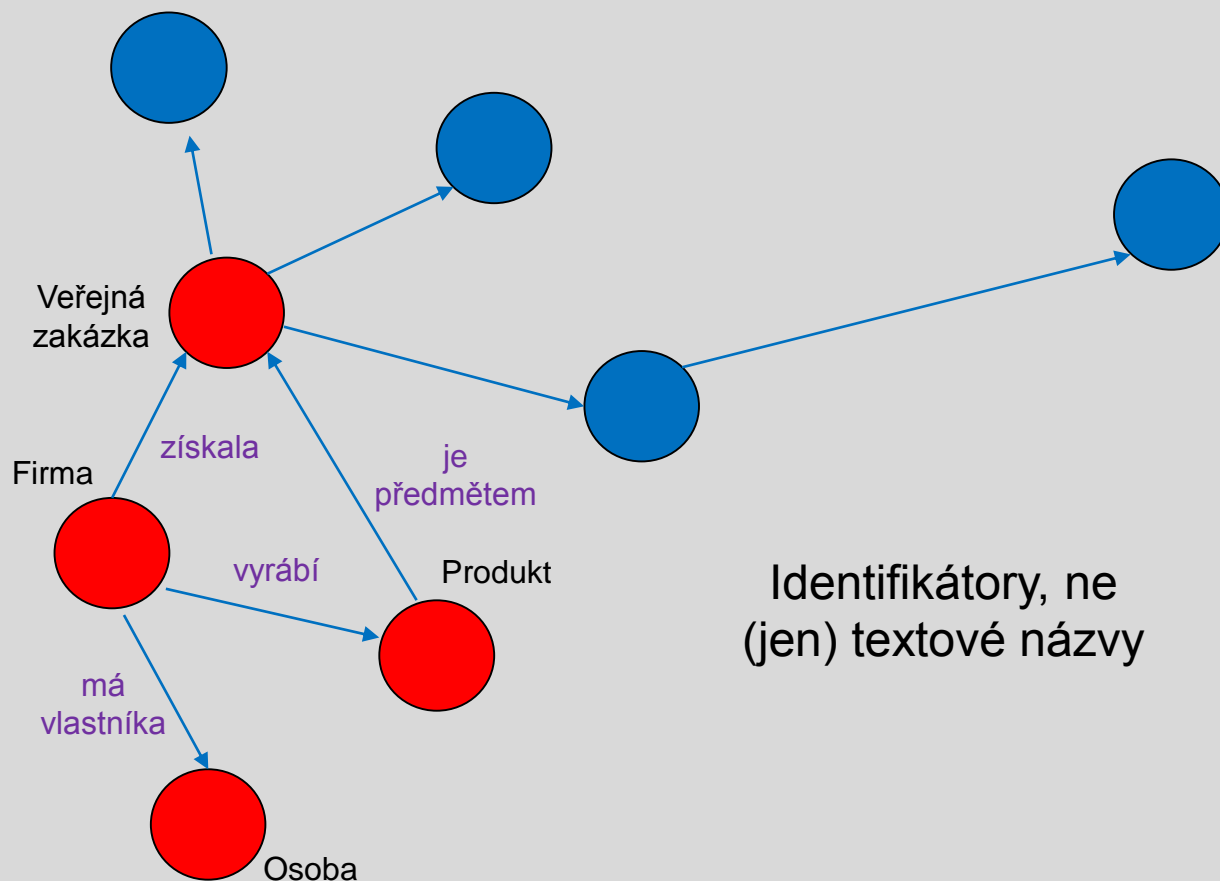 Veřejná
zakázka
získala
Firma
je
předmětem
vyrábí
Produkt
Identifikátory, ne
(jen) textové názvy
má
vlastníka
Osoba